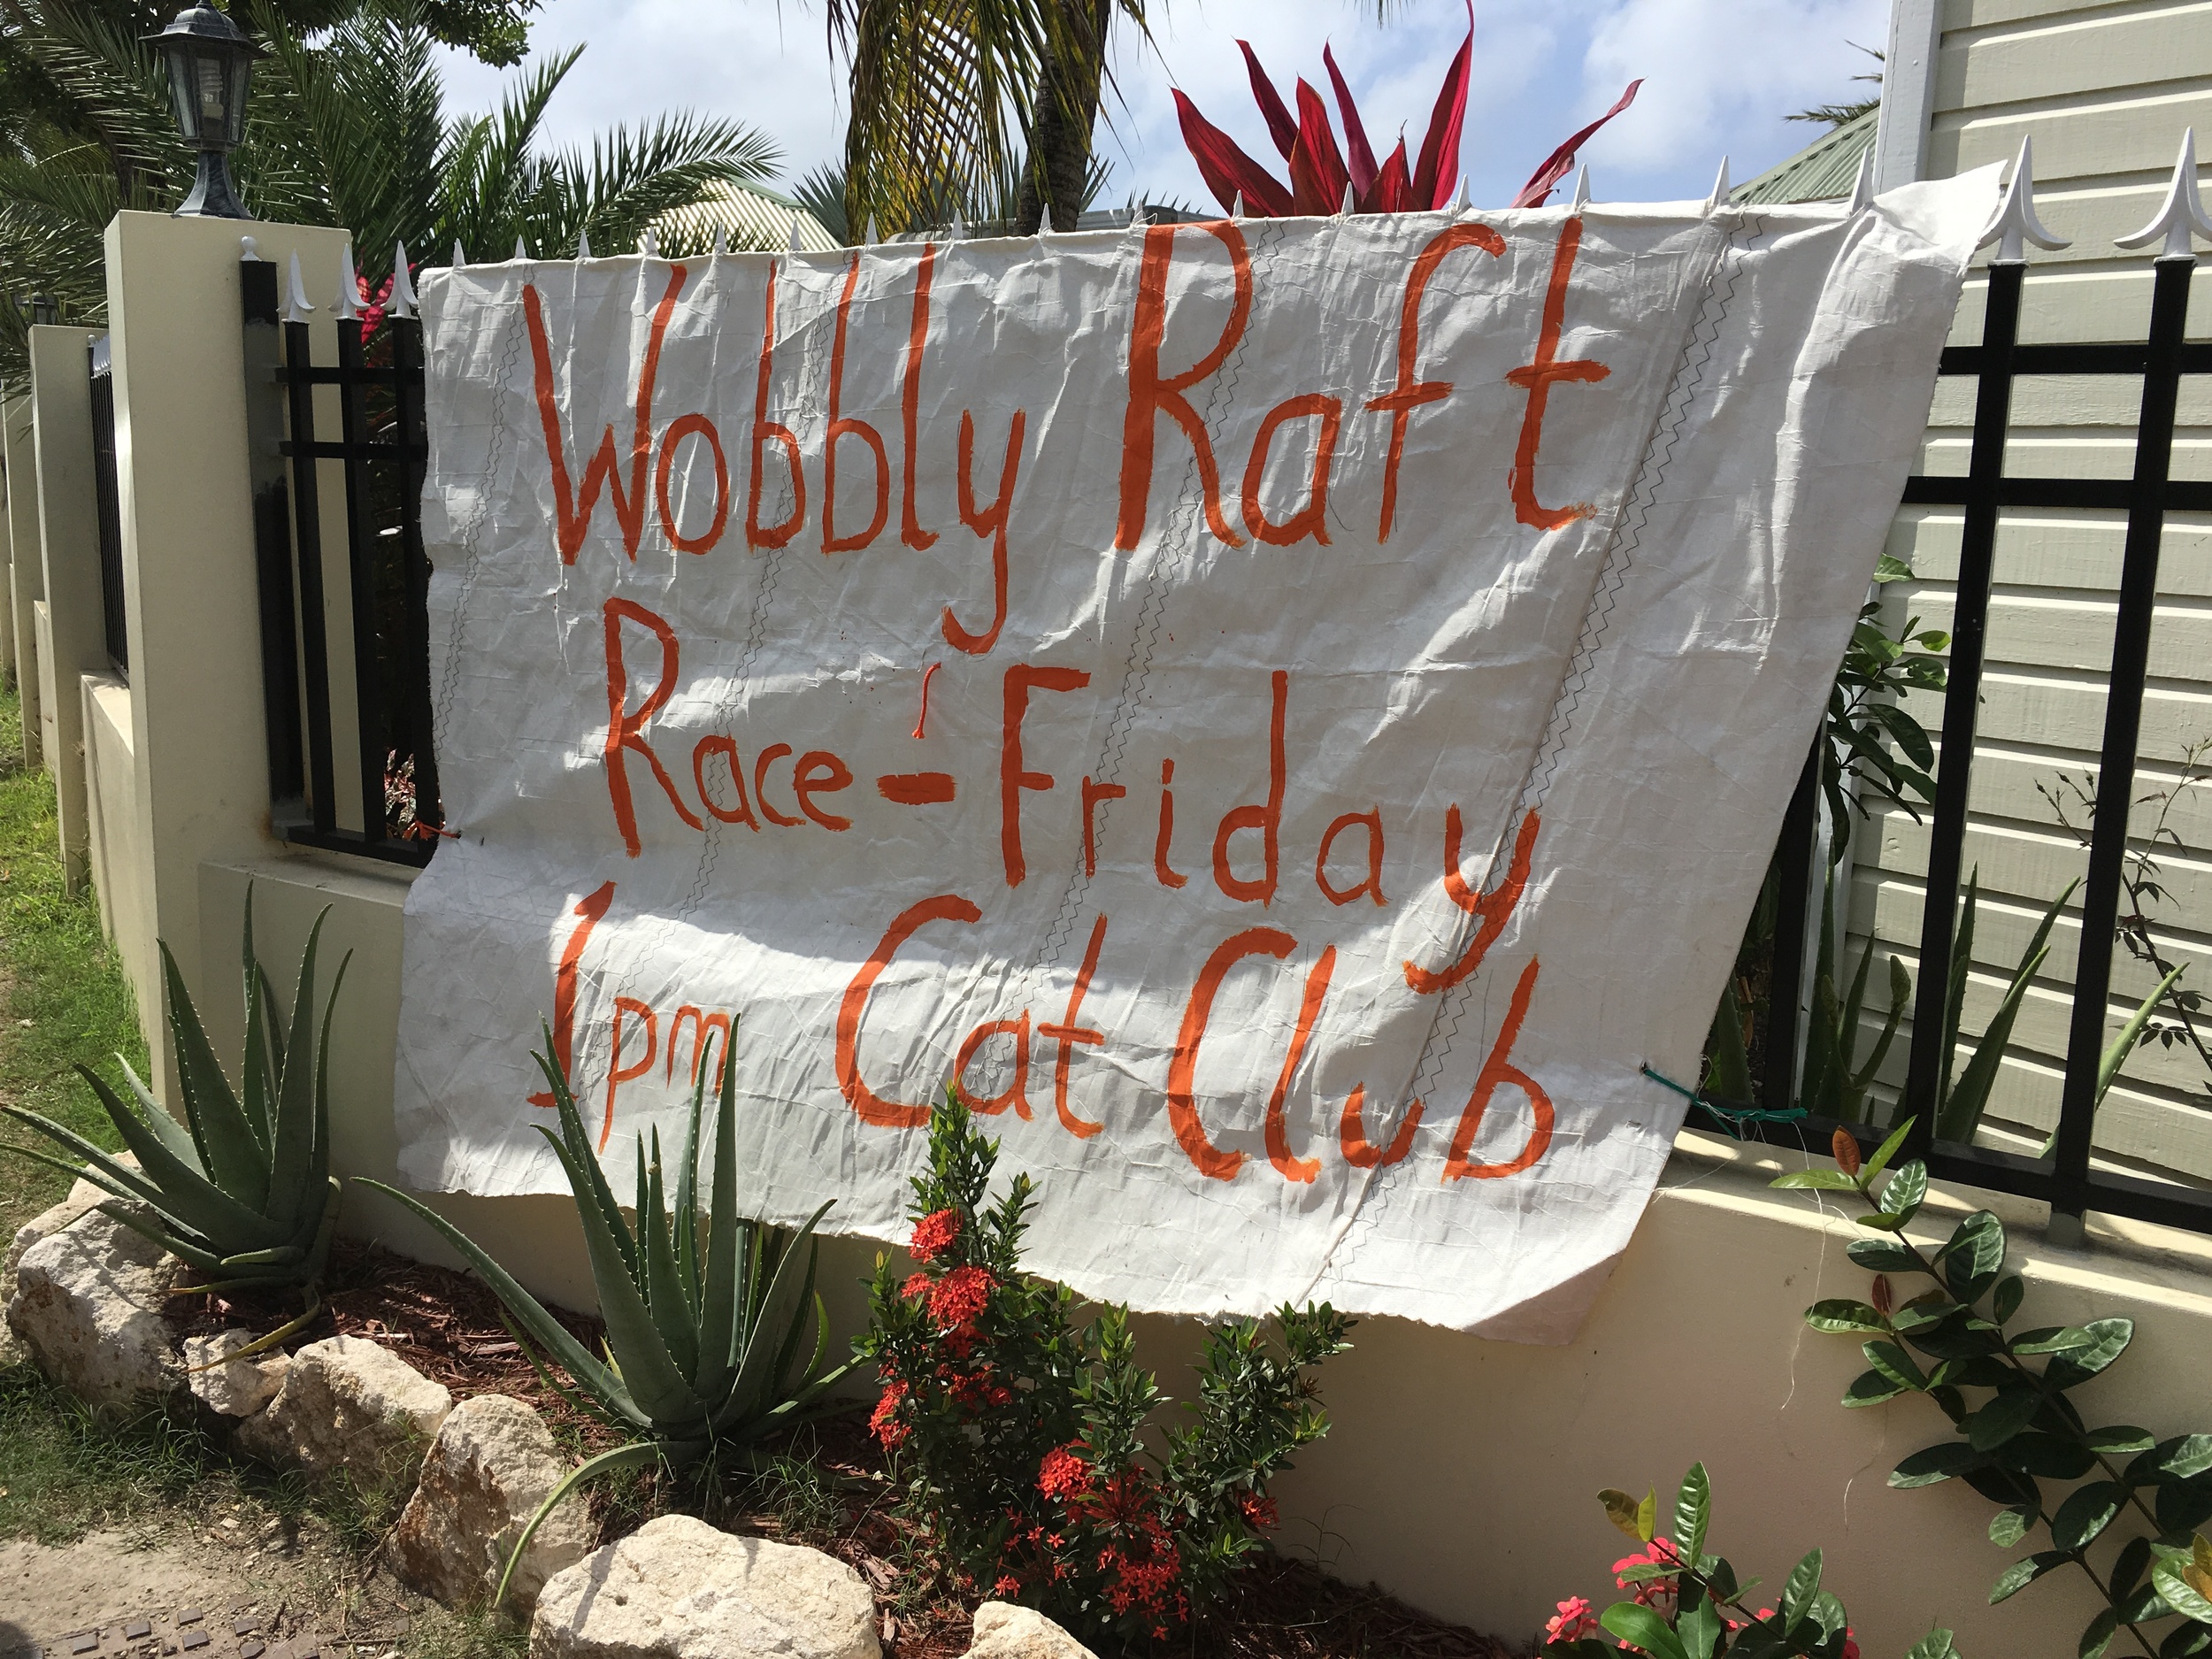 Wobbly Raft
Race - Friday
1pm Cat Club